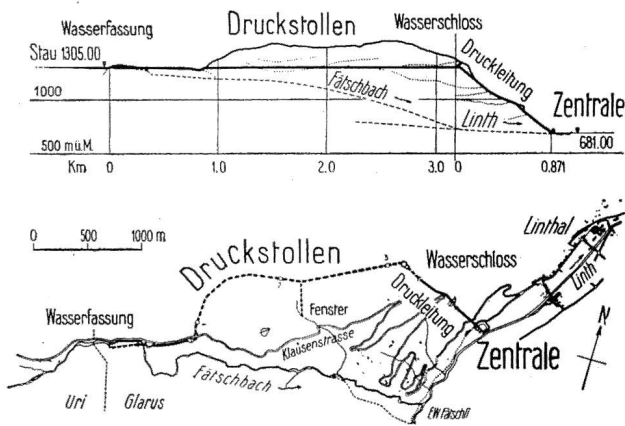 Druckstollen
Wasserschloss
Wasserfassung
Stau 1305.00
Druckleitung
Fätschbach
1000
Linth
Zentrale
681.00
500 m ü.M.
Km 0 1.0 2.0 3.0 0 0.871
0 500 1000 m
Linthal
Druckstollen
Wasserschloss
Linth
Druckleitung
Fenster
Wasserfassung
Klausenstrasse
N
Zentrale
Fätschbach
Uri Glarus
EW Fätschli